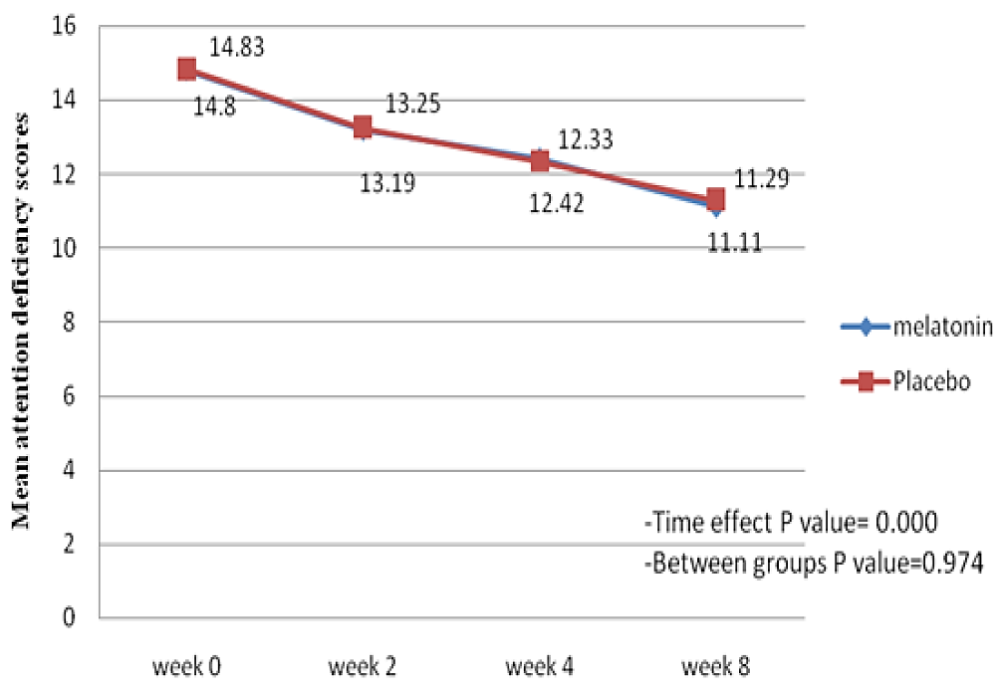 Mean attention deficiency scores
16
14
12
10
8
6
4
2
0
14.83
14.8
13.25
13.19
12.33
12.42
11.29
11.11
melatonin
Placebo
-Time effect P value= 0.000
-Between groups P value=0.974
week 0
week 2
week 4
week 8